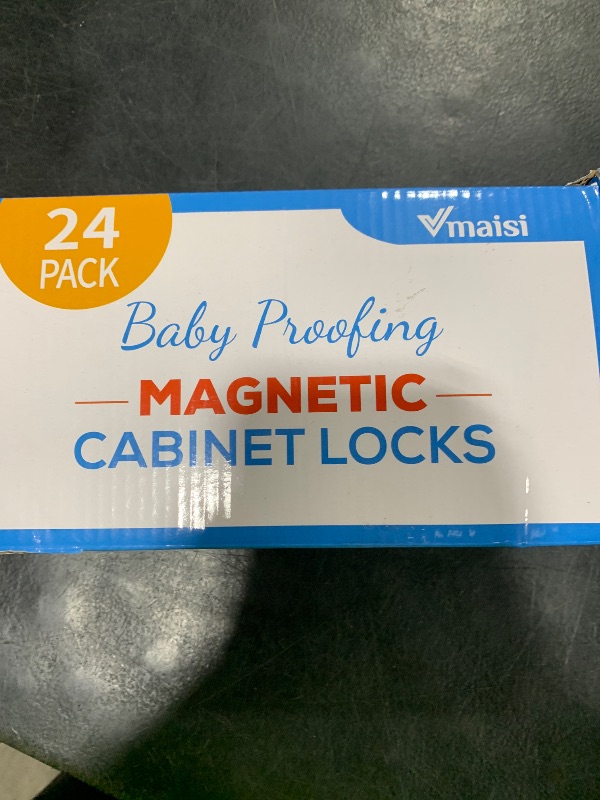 24
PACK
Vmaisi
Baby Proofing
MAGNETIC
CABINET LOCKS